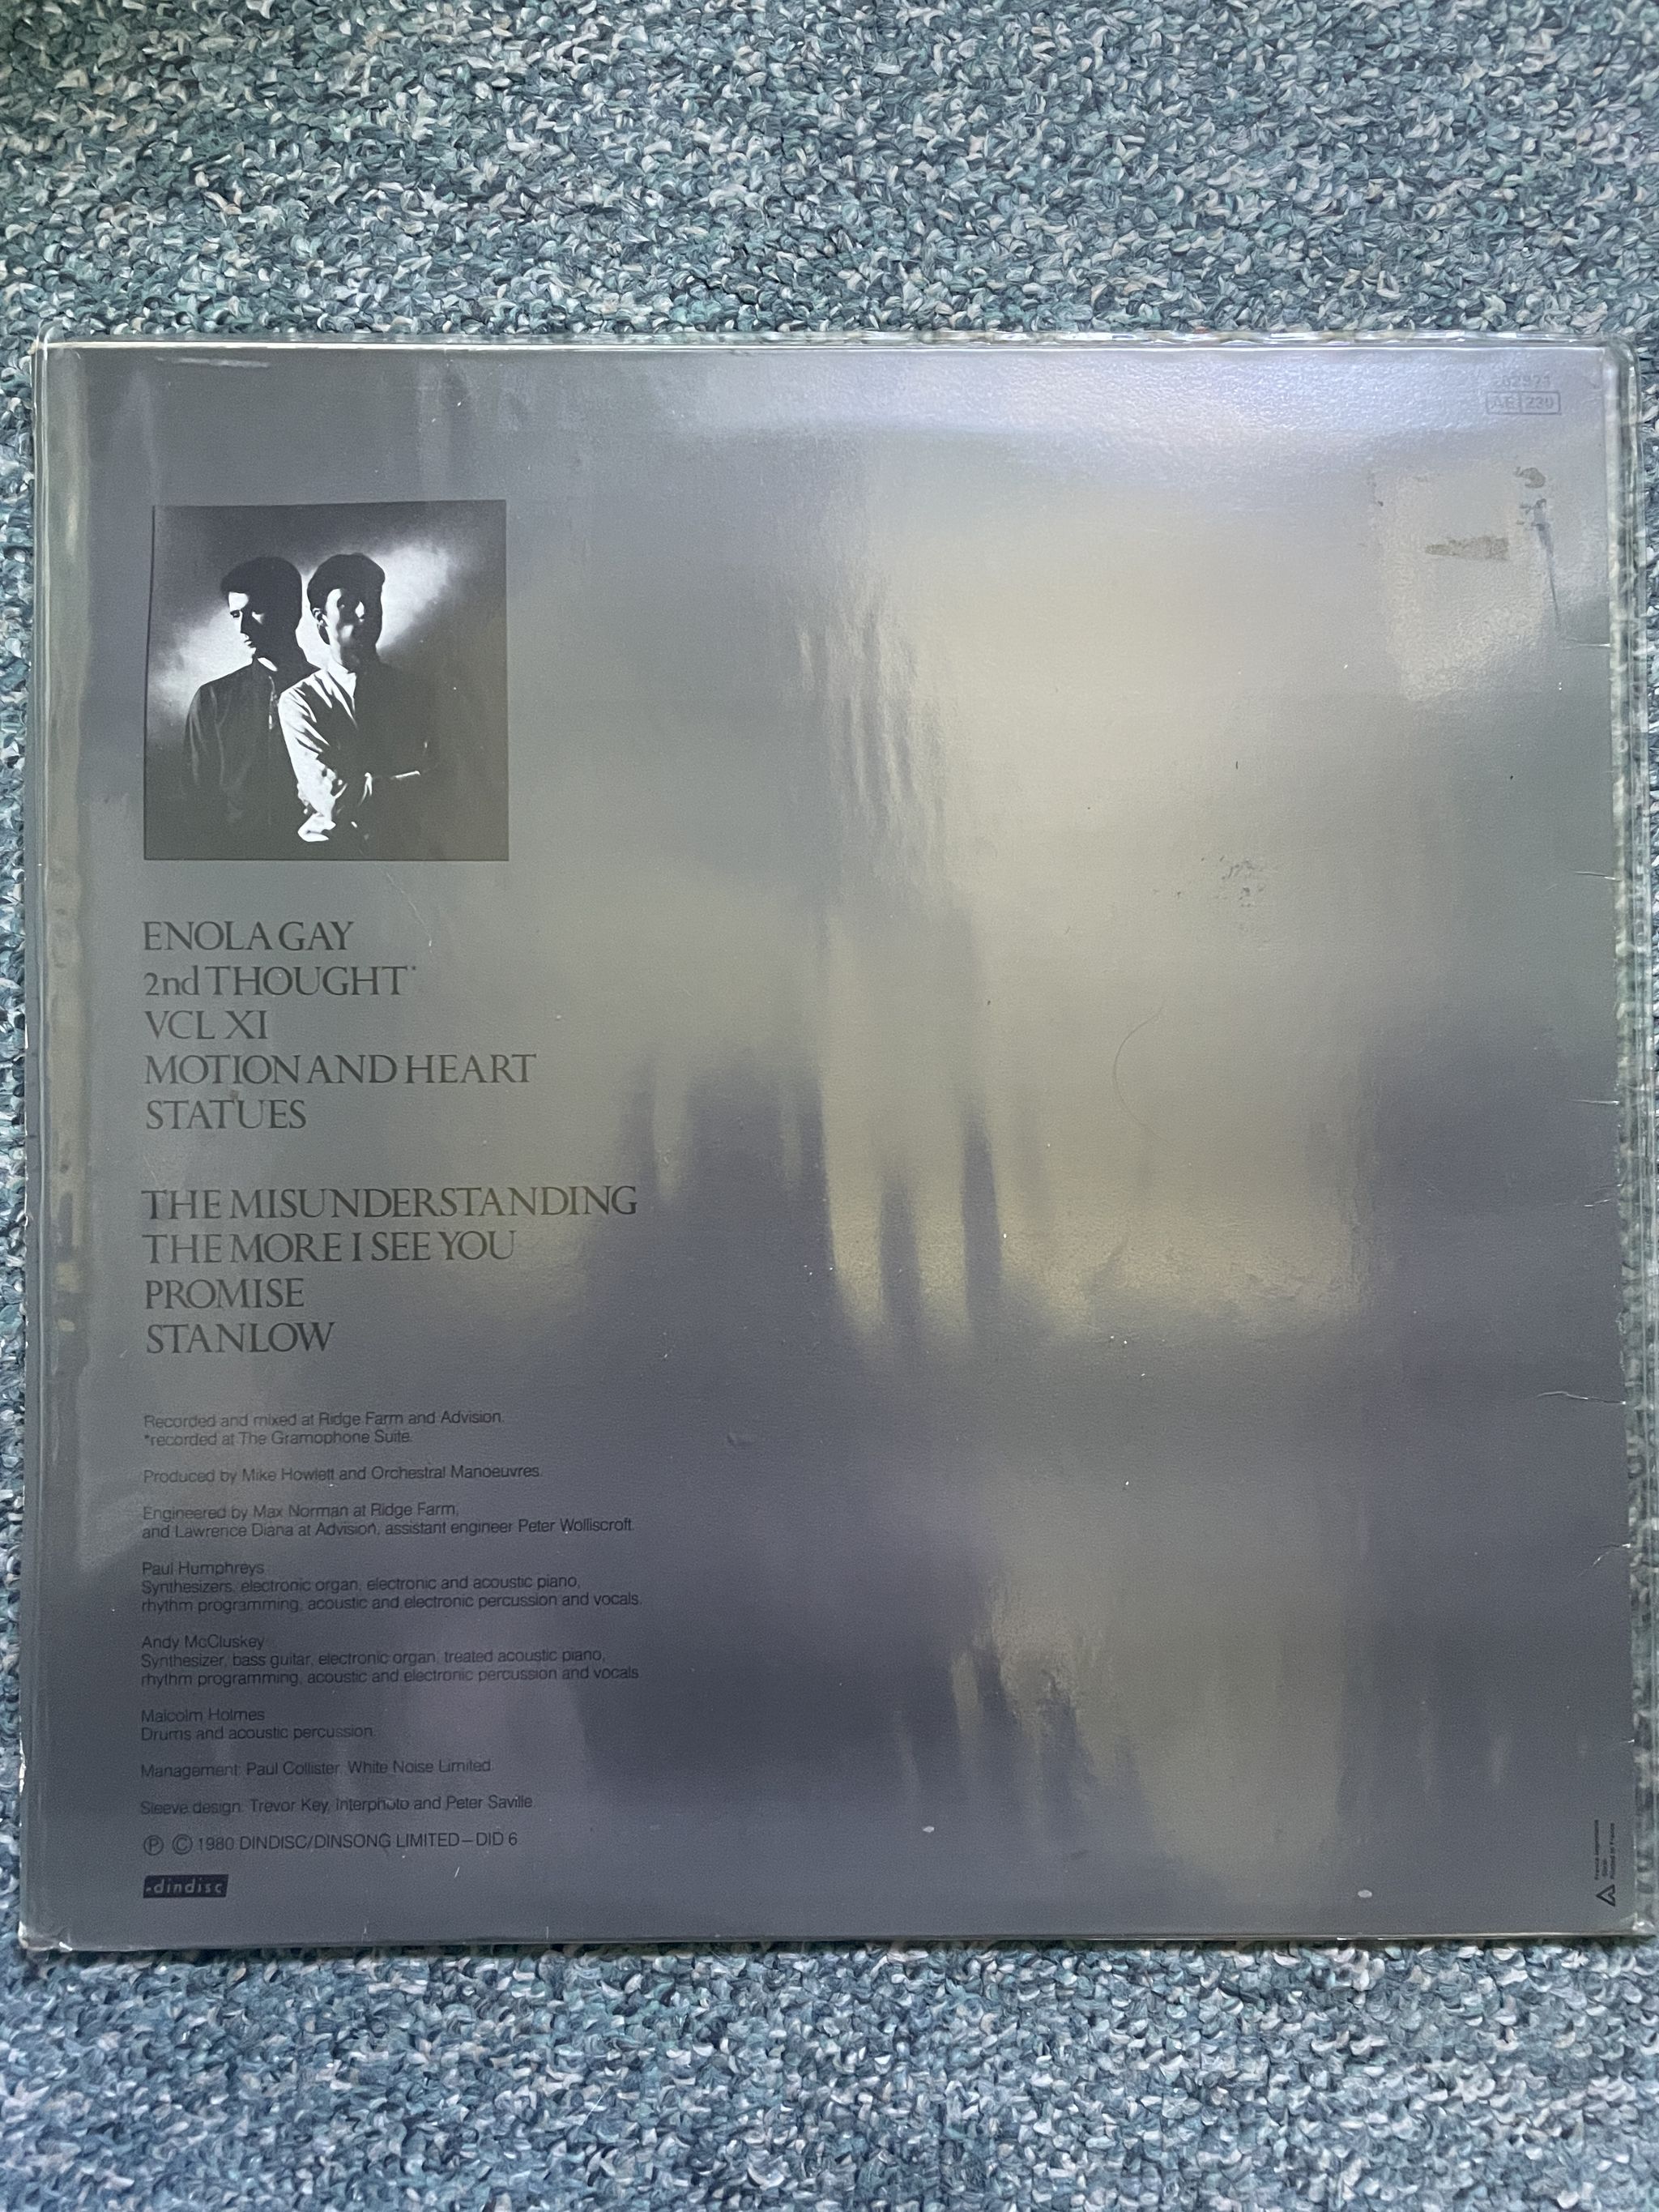 AE 230
ENOLA GAY
2nd THOUGHT*
VCL XI
MOTION AND HEART
STATUES
THE MISUNDERSTANDING
THE MORE I SEE YOU
PROMISE
STANLOW
Recorded and mixed at Ridge Farm and Advision.
*recorded at The Gramophone Suite.
Produced by Mike Howlett and Orchestral Manoeuvres.
Engineered by Max Norman at Ridge Farm,
and Lawrence Diana at Advision, assistant engineer Peter Wolliscroft.
Paul Humphreys
Synthesizers, electronic organ, electronic and acoustic piano,
rhythm programming, acoustic and electronic percussion and vocals.
Andy McCluskey
Synthesizer, bass guitar, electronic organ, treated acoustic piano,
rhythm programming, acoustic and electronic percussion and vocals.
Malcolm Holmes
Drums and acoustic percussion.
Management: Paul Collister, White Noise Limited.
Sleeve design: Trevor Key, Interphoto and Peter Saville.
Ⓟ © 1980 DINDISC/DINSONG LIMITED–DID 6
dindisc
Printed in France